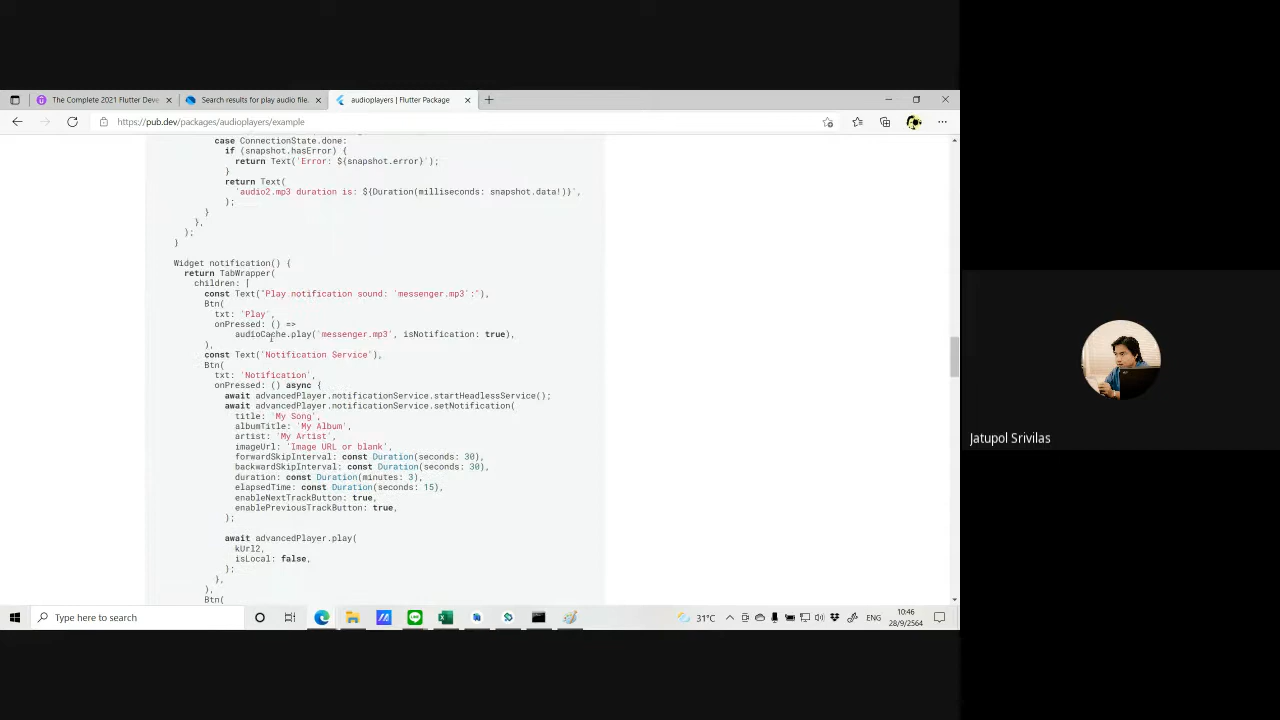 The Complete 2021 Flutter Deve
Search results for play audio file.
audioplayers | Flutter Package
https://pub.dev/packages/audioplayers/example
case ConnectionState.done:
if (snapshot.hasError) {
return Text('Error: ${snapshot.error}');
}
return Text(
'audio2.mp3 duration is: ${Duration(milliseconds: snapshot.data!)}',
);
}
},
);
)
Widget notification() {
return TabWrapper(
children: [
const Text("Play notification sound: 'messenger.mp3':"),
Btn(
txt: 'Play',
onPressed: () =>
audioCache.play('messenger.mp3', isNotification: true),
),
const Text('Notification Service'),
Btn(
txt: 'Notification',
onPressed: () async {
await advancedPlayer.notificationService.startHeadlessService();
await advancedPlayer.notificationService.setNotification(
title: 'My Song',
albumTitle: 'My Album',
artist: 'My Artist',
imageUrl: 'Image URL or blank',
forwardSkipInterval: const Duration(seconds: 30),
backwardSkipInterval: const Duration(seconds: 30),
duration: const Duration(minutes: 3),
elapsedTime: const Duration(seconds: 15),
enableNextTrackButton: true,
enablePreviousTrackButton: true,
);
await advancedPlayer.play(
kUrl2,
isLocal: false,
);
},
),
Btn(
Jatupol Srivilas
Type here to search
31°C
ENG
10:46
28/9/2564